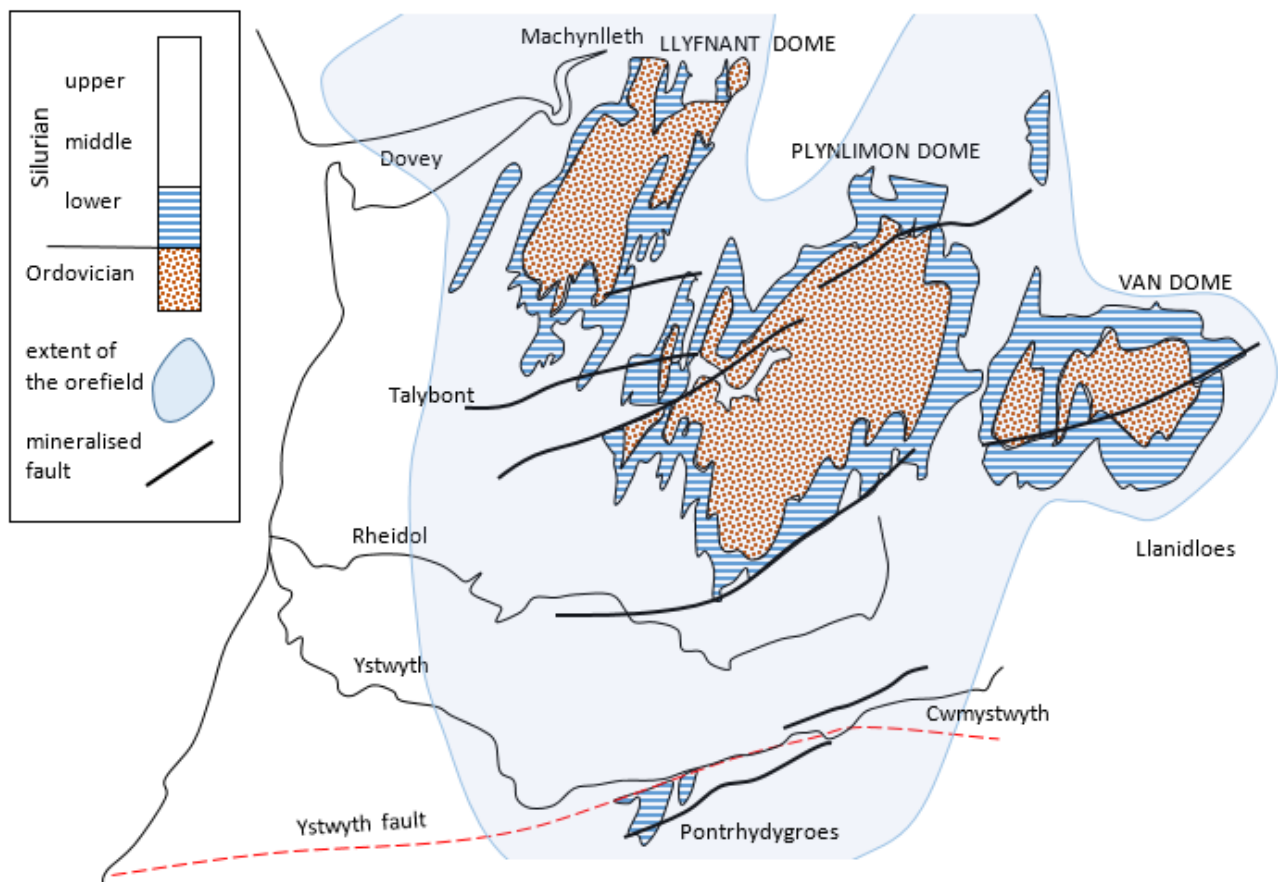 upper
middle
lower
Silurian
Ordovician
extent of
the orefield
mineralised
fault
Machynlleth
LLYFNANT DOME
Dovey
PLYNLIMON DOME
VAN DOME
Talybont
Rheidol
Llanidloes
Ystwyth
Cwmystwyth
Ystwyth fault
Pontrhydygroes